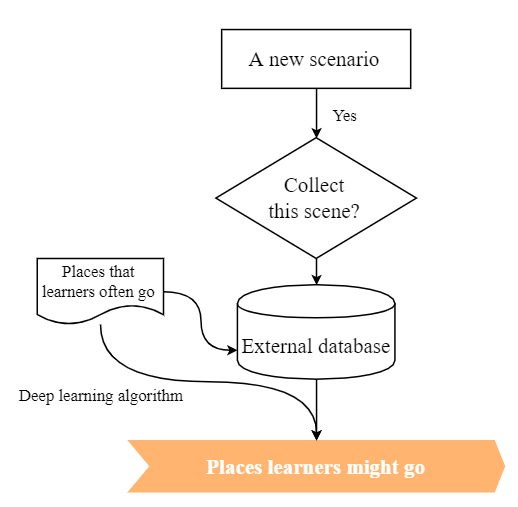 A new scenario
Yes
Collect
this scene?
Places that
learners often go
External database
Deep learning algorithm
Places learners might go